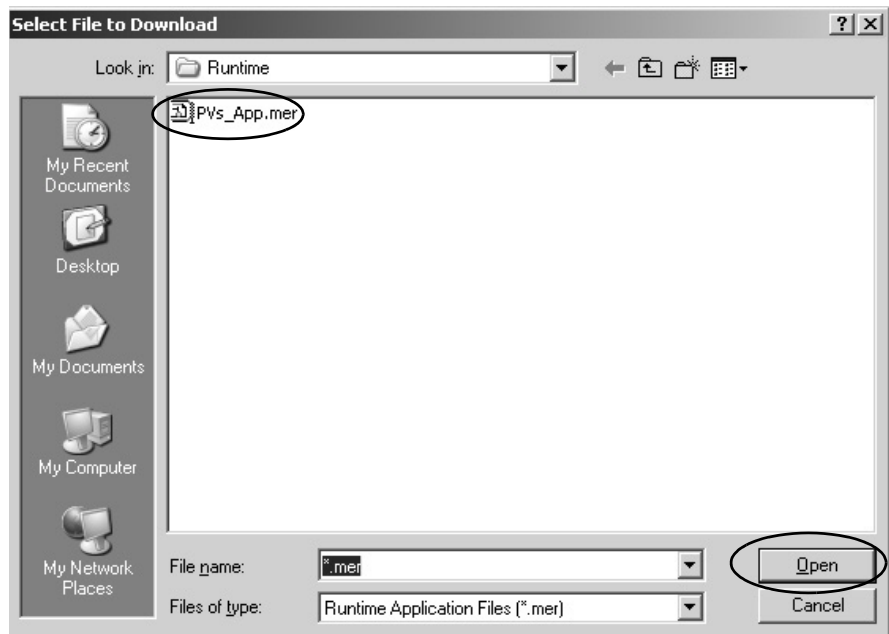 Select File to Download
Look in: Runtime
PVs_App.mer
My Recent
Documents
Desktop
My Documents
My Computer
My Network
Places
File name: *.mer
Open
Files of type: Runtime Application Files (*.mer)
Cancel